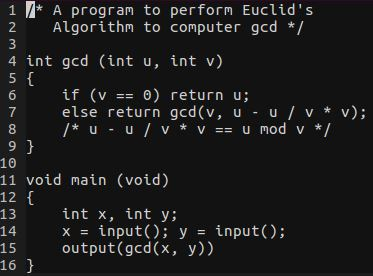 1 /* A program to perform Euclid's
2    Algorithm to computer gcd */
3
4 int gcd (int u, int v)
5 {
6     if (v == 0) return u;
7     else return gcd(v, u - u / v * v);
8     /* u - u / v * v == u mod v */
9 }
10
11 void main (void)
12 {
13     int x, int y;
14     x = input(); y = input();
15     output(gcd(x, y))
16 }